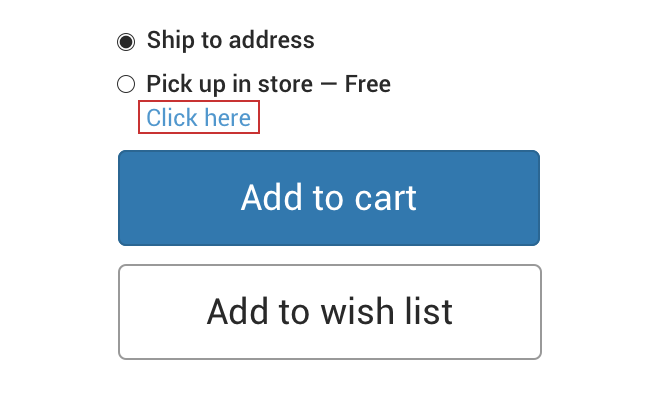 Ship to address
Pick up in store — Free
Click here
Add to cart
Add to wish list